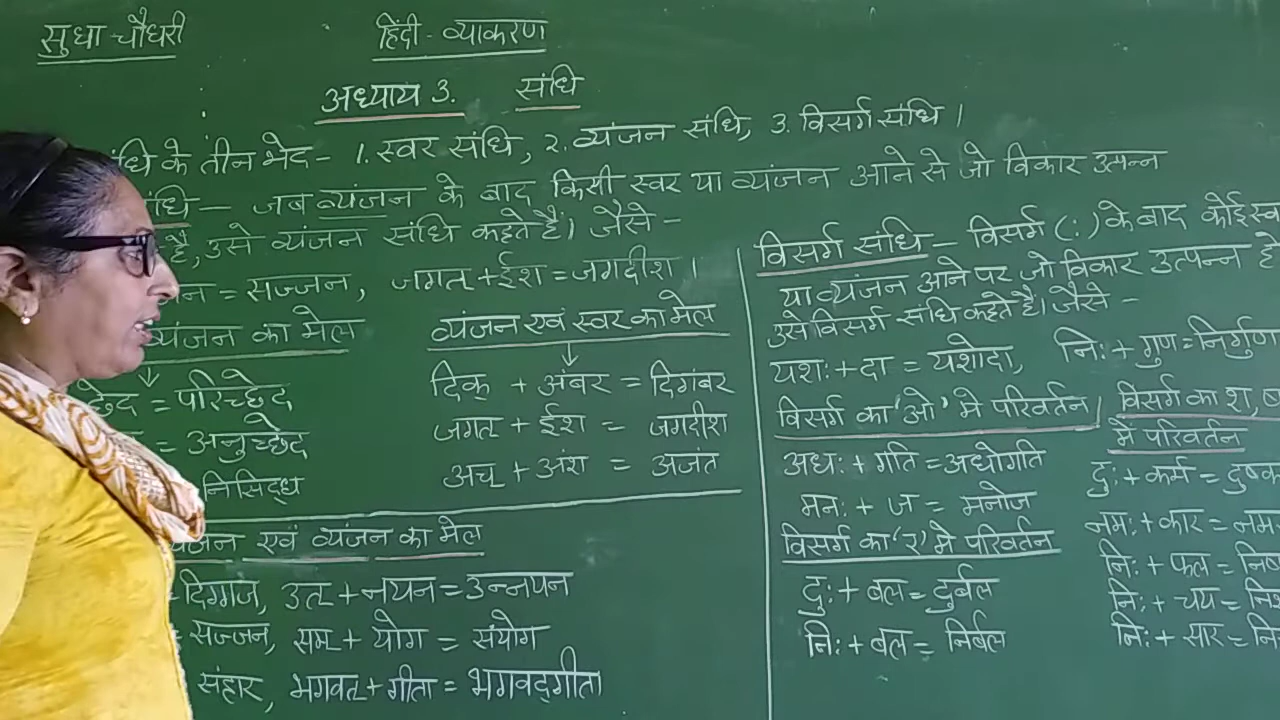 सुधा चौधरी
हिंदी - व्याकरण
अध्याय 3. संधि
संधि के तीन भेद - 1. स्वर संधि, 2. व्यंजन संधि, 3. विसर्ग संधि ।
संधि - जब व्यंजन के बाद किसी स्वर या व्यंजन आने से जो विकार उत्पन्न
है, उसे व्यंजन संधि कहते हैं। जैसे -
= सज्जन, जगत् + ईश = जगदीश ।
व्यंजन का मेल
↓
छेद = परिच्छेद
= अनुच्छेद
निसिद्ध
व्यंजन एवं स्वर का मेल
↓
दिक् + अंबर = दिगंबर
जगत् + ईश = जगदीश
अच् + अंत = अजंत
व्यंजन एवं व्यंजन का मेल
दिग्गज, उत् + नयन = उन्नयन
सज्जन, सम् + योग = संयोग
संहार, भगवत् + गीता = भगवद्गीता
विसर्ग संधि - विसर्ग (:) के बाद कोई
या व्यंजन आने पर जो विकार उत्पन्न
उसे विसर्ग संधि कहते है। जैसे -
यश: + दा = यशोदा, नि: + गुण = निर्गुण
विसर्ग का 'ओ' मे परिवर्तन
अध: + गति = अधोगति
मन: + ज = मनोज
विसर्ग का 'र' मे परिवर्तन
दु: + बल = दुर्बल
नि: + बल = निर्बल
विसर्ग का श,
में परिवर्तन
दु: + कर्म =
नम: + कार =
नि: + फल =
नि: + चय =
नि: + सार =